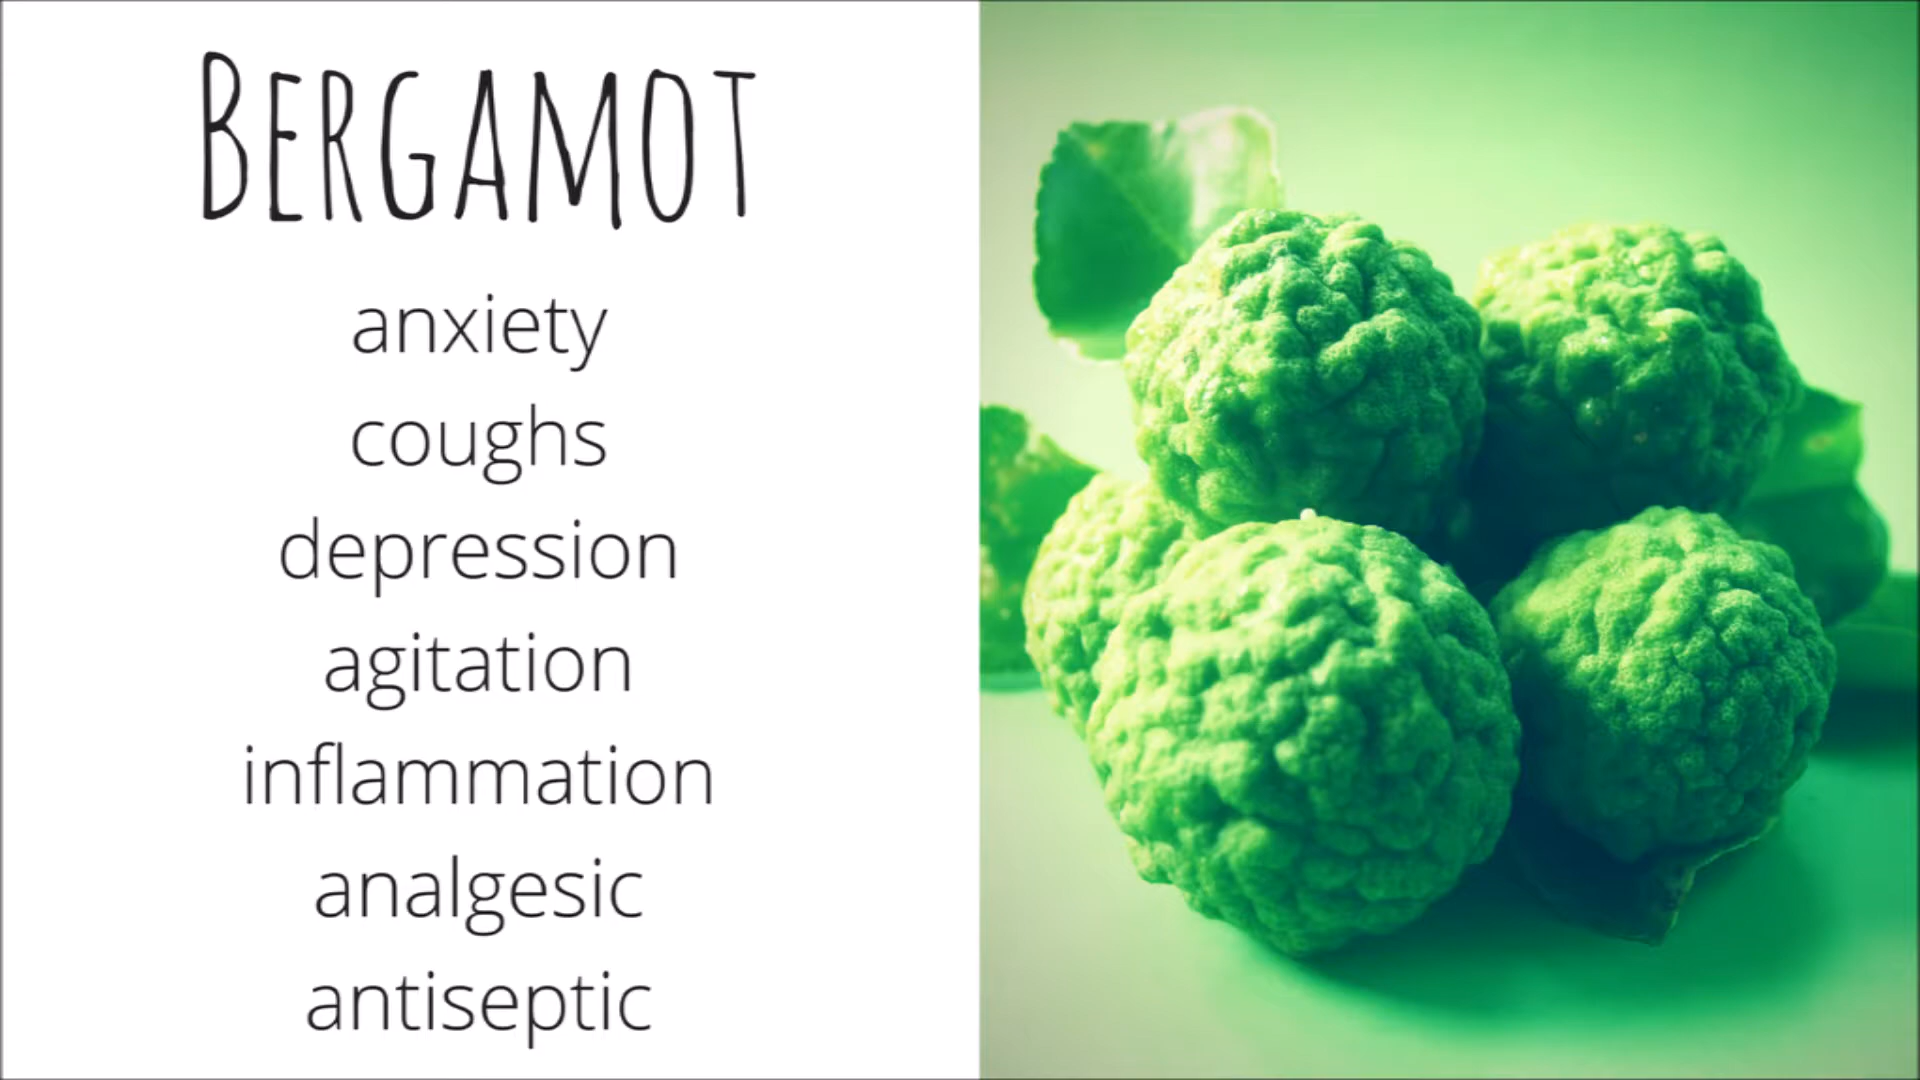 BERGAMOT
anxiety
coughs
depression
agitation
inflammation
analgesic
antiseptic